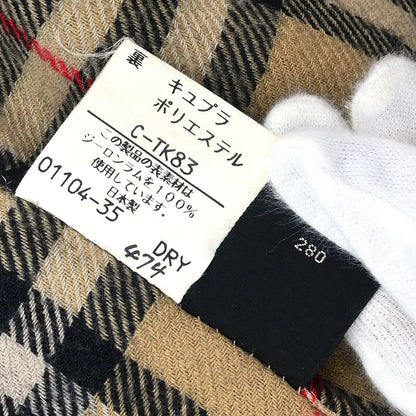 裏
キュプラ
ポリエステル
C-TK83
この製品の表素材は
ジーロンラムを100%
使用しています。
日本製
01104-35
DRY
474
280